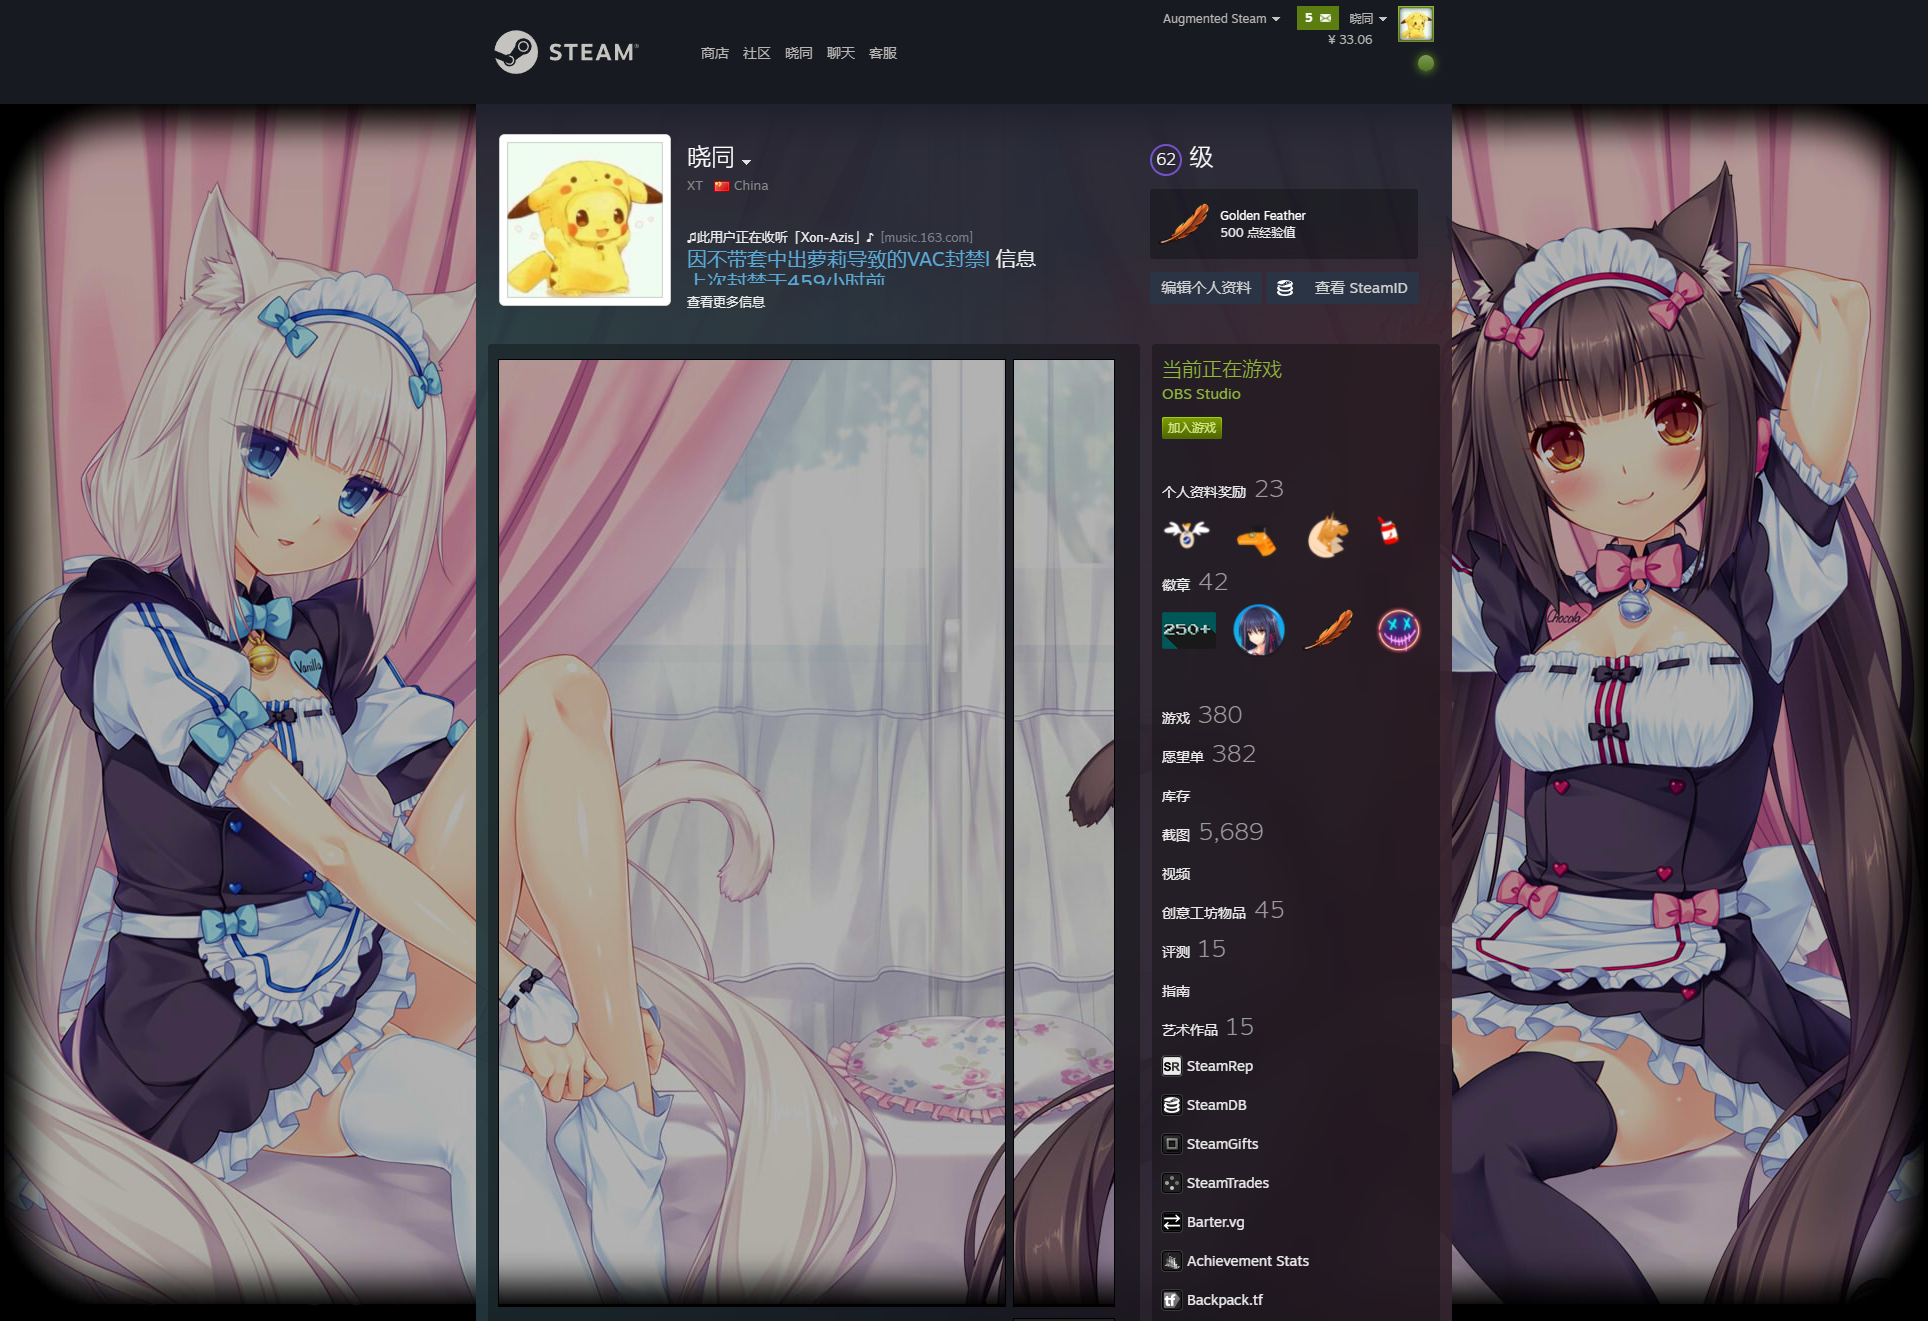 Augmented Steam
5
晓同
¥ 33.06
STEAM
商店 社区 晓同 聊天 客服
晓同
XT China
♫此用户正在收听「Xon-Azis」♪ [music.163.com]
因不带套中出萝莉导致的VAC封禁| 信息
上次封禁于459小时前
查看更多信息
62 级
Golden Feather
500 点经验值
编辑个人资料
查看 SteamID
当前正在游戏
OBS Studio
加入游戏
个人资料奖励 23
徽章 42
250+
游戏 380
愿望单 382
库存
截图 5,689
视频
创意工坊物品 45
评测 15
指南
艺术作品 15
SR SteamRep
SteamDB
SteamGifts
SteamTrades
Barter.vg
Achievement Stats
tf Backpack.tf
Vanilla
Chocola